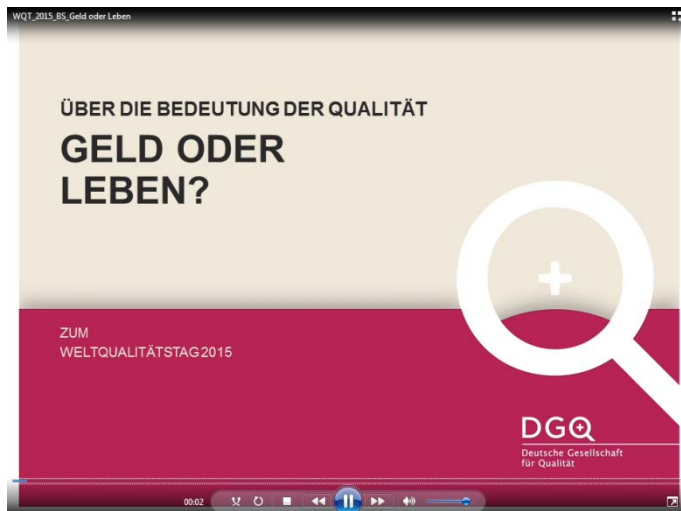 WQT_2015_BS_Geld oder Leben
ÜBER DIE BEDEUTUNG DER QUALITÄT
GELD ODER
LEBEN?
ZUM
WELTQUALITÄTSTAG 2015
DGQ
Deutsche Gesellschaft
für Qualität
00:02